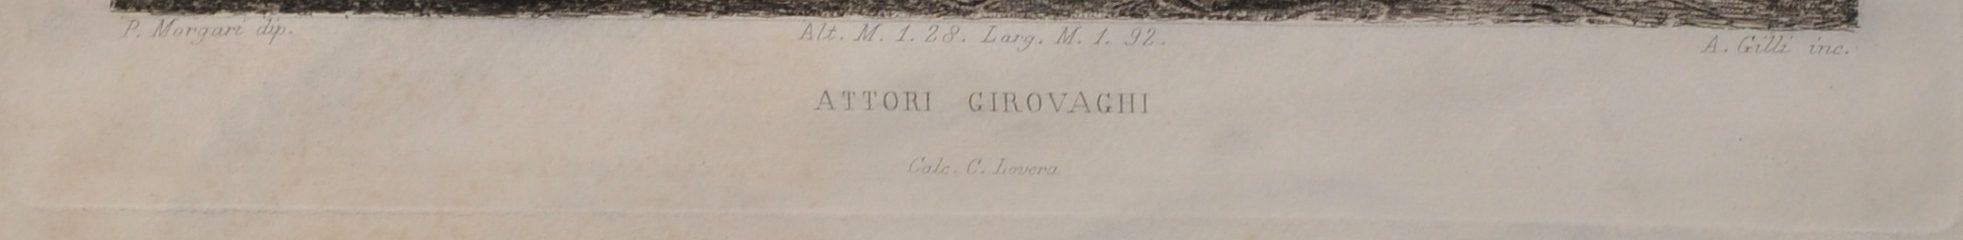 P. Morgari dip. Alt. M. 1. 28. Larg. M. 1. 92. A. Gilli inc.
ATTORI GIROVAGHI
Calc. C. Lovera